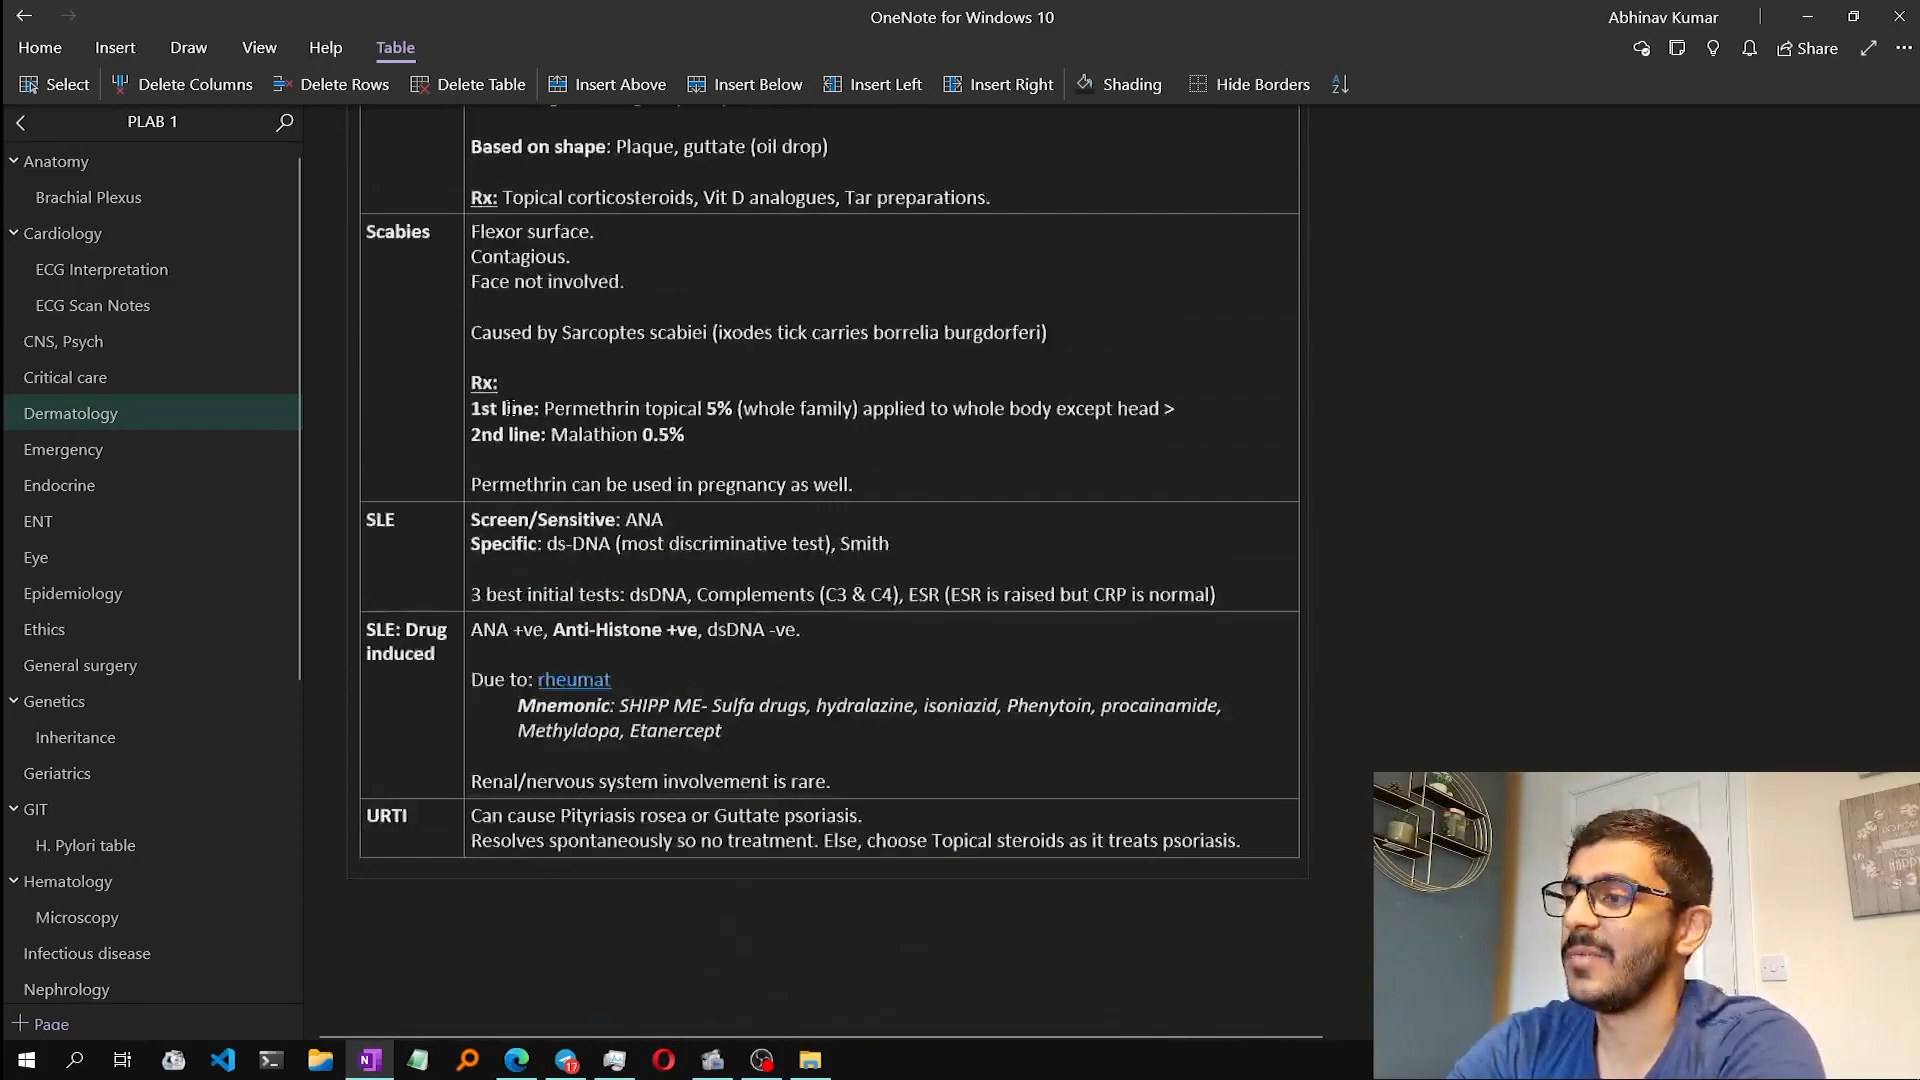 OneNote for Windows 10
Abhinav Kumar
Home
Insert
Draw
View
Help
Table
Share
Select
Delete Columns
Delete Rows
Delete Table
Insert Above
Insert Below
Insert Left
Insert Right
Shading
Hide Borders
PLAB 1
Anatomy
Brachial Plexus
Cardiology
ECG Interpretation
ECG Scan Notes
CNS, Psych
Critical care
Dermatology
Emergency
Endocrine
ENT
Eye
Epidemiology
Ethics
General surgery
Genetics
Inheritance
Geriatrics
GIT
H. Pylori table
Hematology
Microscopy
Infectious disease
Nephrology
Page
Based on shape: Plaque, guttate (oil drop)
Rx: Topical corticosteroids, Vit D analogues, Tar preparations.
Scabies
Flexor surface.
Contagious.
Face not involved.
Caused by Sarcoptes scabiei (ixodes tick carries borrelia burgdorferi)
Rx:
1st line: Permethrin topical 5% (whole family) applied to whole body except head >
2nd line: Malathion 0.5%
Permethrin can be used in pregnancy as well.
SLE
Screen/Sensitive: ANA
Specific: ds-DNA (most discriminative test), Smith
3 best initial tests: dsDNA, Complements (C3 & C4), ESR (ESR is raised but CRP is normal)
SLE: Drug
induced
ANA +ve, Anti-Histone +ve, dsDNA -ve.
Due to: rheumat
Mnemonic: SHIPP ME- Sulfa drugs, hydralazine, isoniazid, Phenytoin, procainamide,
Methyldopa, Etanercept
Renal/nervous system involvement is rare.
URTI
Can cause Pityriasis rosea or Guttate psoriasis.
Resolves spontaneously so no treatment. Else, choose Topical steroids as it treats psoriasis.
17